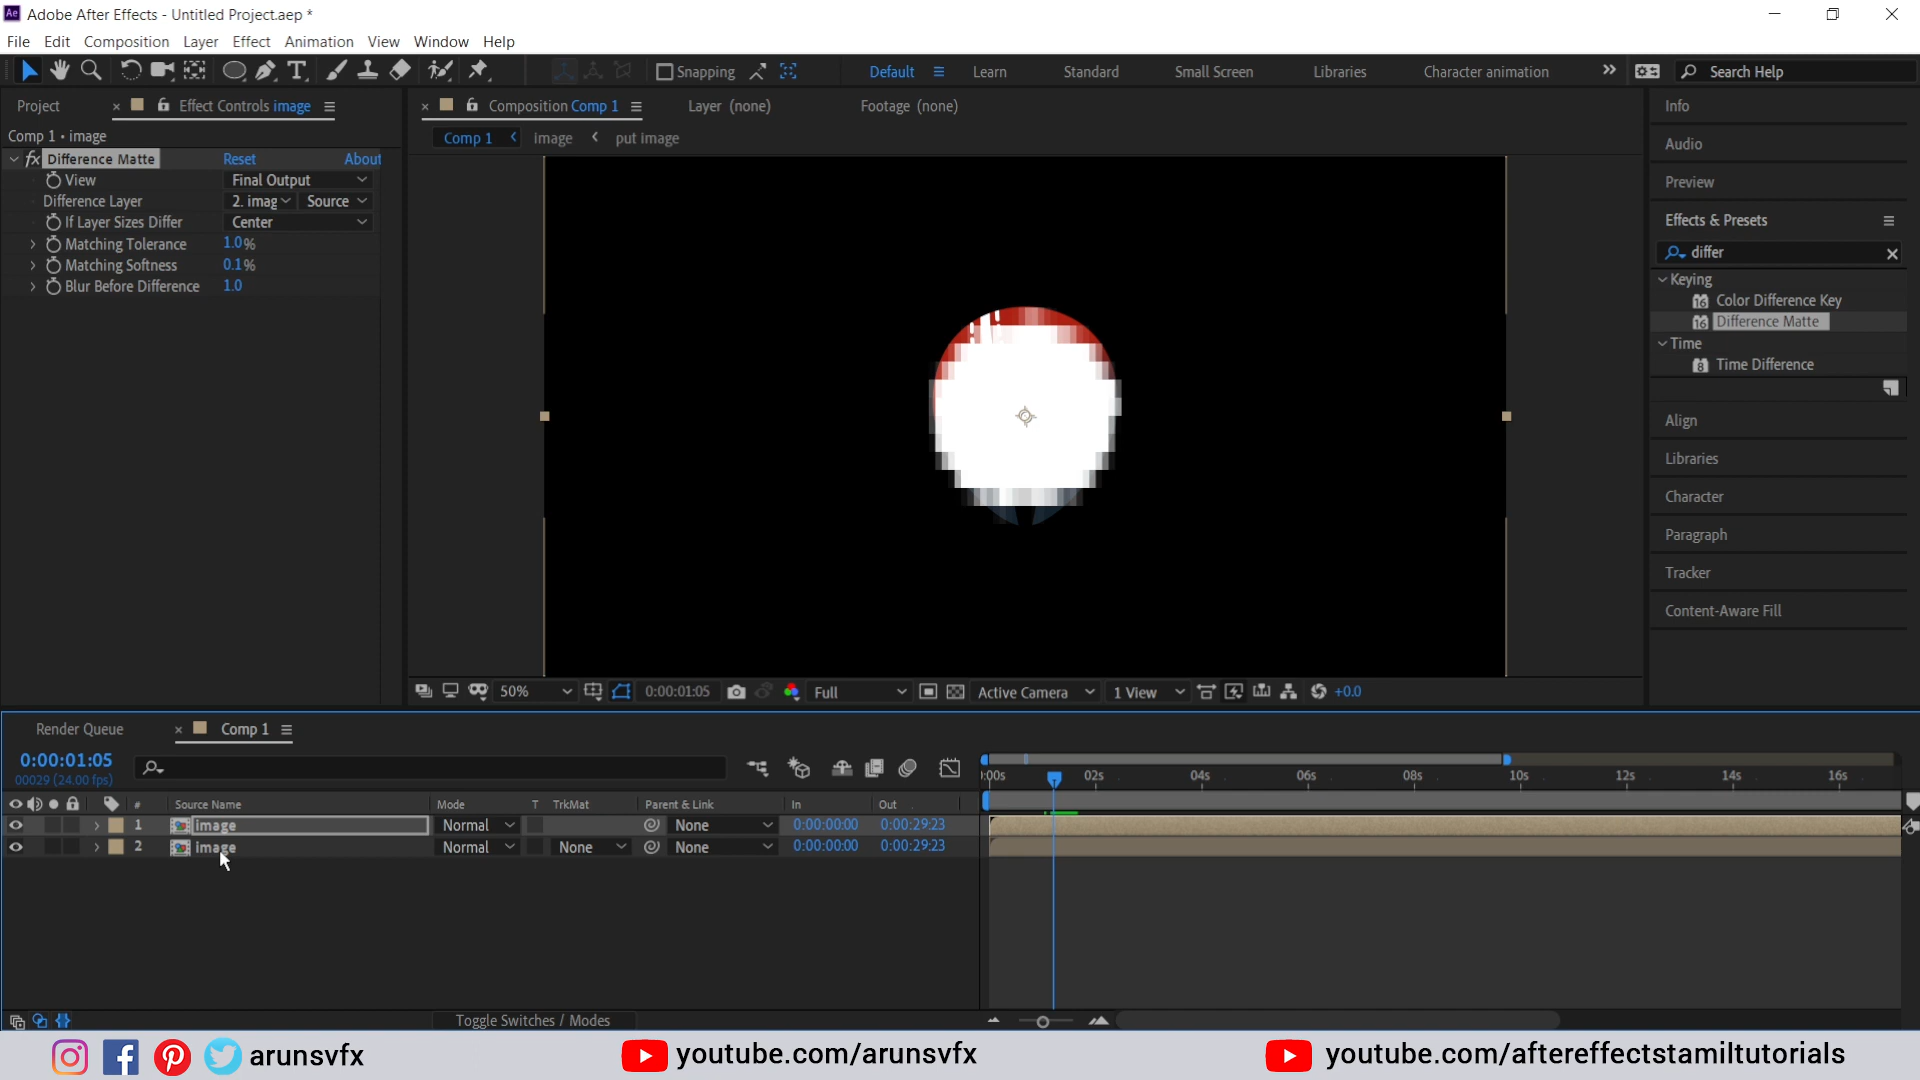 Ae Adobe After Effects - Untitled Project.aep *
File Edit Composition Layer Effect Animation View Window Help
Snapping Default Learn Standard Small Screen Libraries Character animation Search Help
Project Effect Controls image Composition Comp 1 Layer (none) Footage (none) Info
Comp 1 • image Comp 1 image put image
fx Difference Matte Reset About
View Final Output
Difference Layer 2. imag Source
If Layer Sizes Differ Center
Matching Tolerance 1.0%
Matching Softness 0.1%
Blur Before Difference 1.0
Audio
Preview
Effects & Presets
differ
Keying
16 Color Difference Key
16 Difference Matte
Time
8 Time Difference
Align
Libraries
Character
Paragraph
Tracker
Content-Aware Fill
50% 0:00:01:05 Full Active Camera 1 View +0.0
Render Queue Comp 1
0:00:01:05
00029 (24.00 fps)
):00s 02s 04s 06s 08s 10s 12s 14s 16s
# Source Name Mode T TrkMat Parent & Link In Out
1 image Normal None 0:00:00:00 0:00:29:23
2 image Normal None None 0:00:00:00 0:00:29:23
Toggle Switches / Modes
arunsvfx youtube.com/arunsvfx youtube.com/aftereffectstamiltutorials